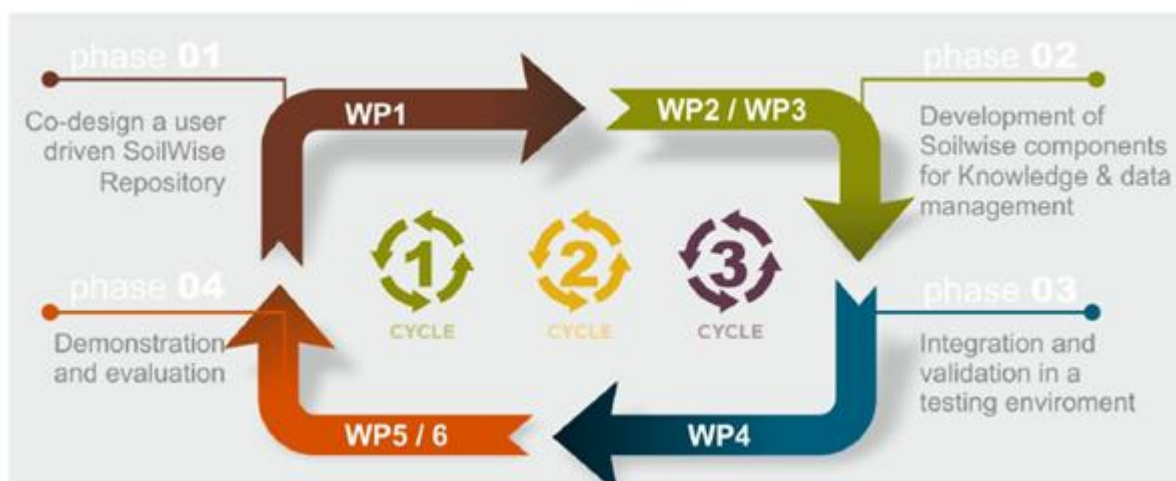 phase 01
Co-design a user
driven SoilWise
Repository
WP1
WP2 / WP3
phase 02
Development of
Soilwise components
for Knowledge & data
management
1
CYCLE
2
CYCLE
3
CYCLE
phase 04
Demonstration
and evaluation
WP5 / 6
WP4
phase 03
Integration and
validation in a
testing enviroment